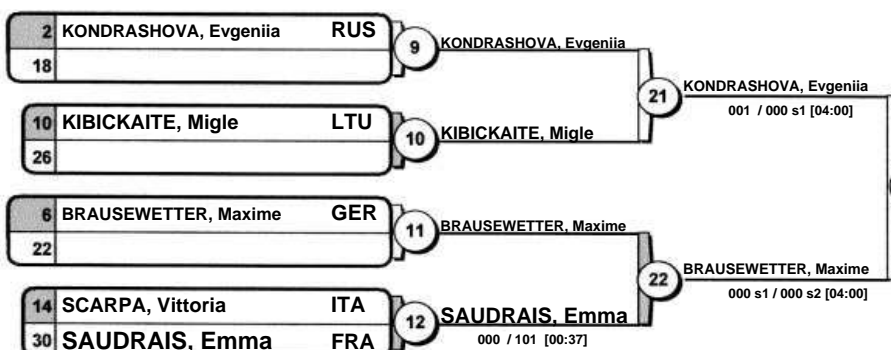 2 KONDRASHOVA, Evgeniia RUS
18
9
KONDRASHOVA, Evgeniia
21
KONDRASHOVA, Evgeniia
001 / 000 s1 [04:00]
10 KIBICKAITE, Migle LTU
26
10
KIBICKAITE, Migle
6 BRAUSEWETTER, Maxime GER
22
11
BRAUSEWETTER, Maxime
22
BRAUSEWETTER, Maxime
000 s1 / 000 s2 [04:00]
14 SCARPA, Vittoria ITA
30 SAUDRAIS, Emma FRA
12
SAUDRAIS, Emma
000 / 101 [00:37]